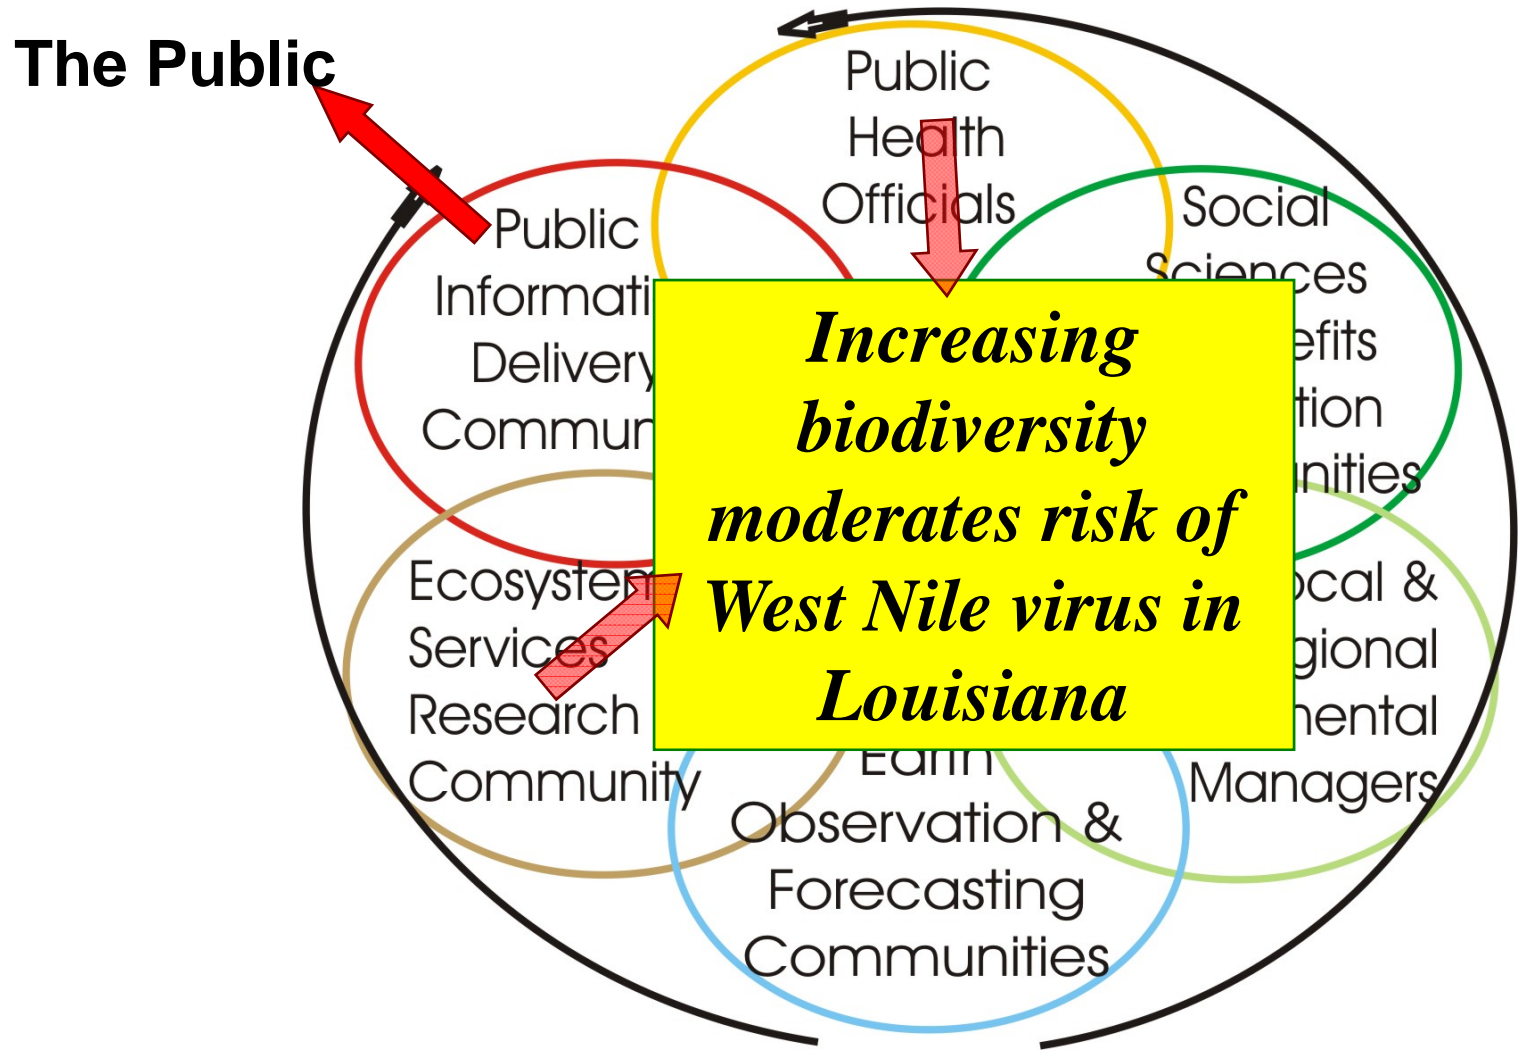 The Public
Public
Health
Officials
Public
Informati
Delivery
Commun
Social
Sciences
efits
tion
nities
Increasing
biodiversity
moderates risk of
West Nile virus in
Louisiana
Ecosystem
Services
Research
Community
ocal &
gional
mental
Managers
Earth
Observation &
Forecasting
Communities